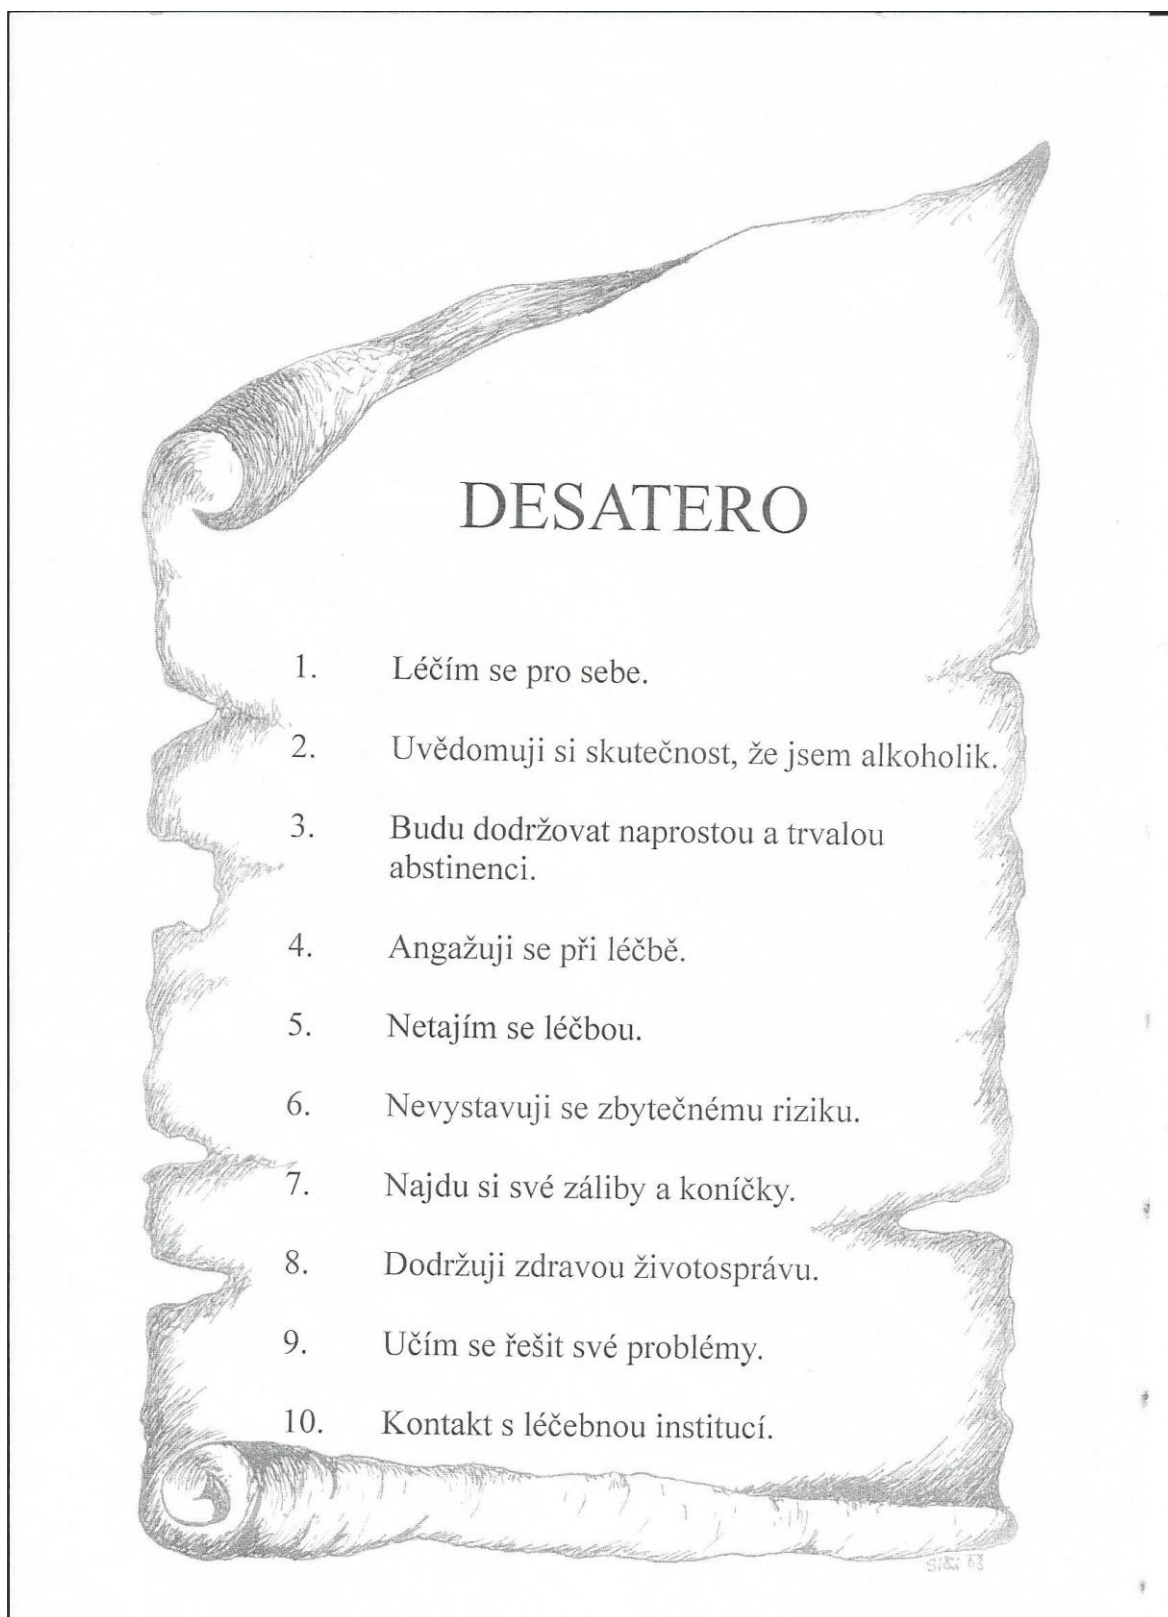 DESATERO
1. Léčím se pro sebe.
2. Uvědomuji si skutečnost, že jsem alkoholik.
3. Budu dodržovat naprostou a trvalou
abstinenci.
4. Angažuji se při léčbě.
5. Netajím se léčbou.
6. Nevystavuji se zbytečnému riziku.
7. Najdu si své záliby a koníčky.
8. Dodržuji zdravou životosprávu.
9. Učím se řešit své problémy.
10. Kontakt s léčebnou institucí.